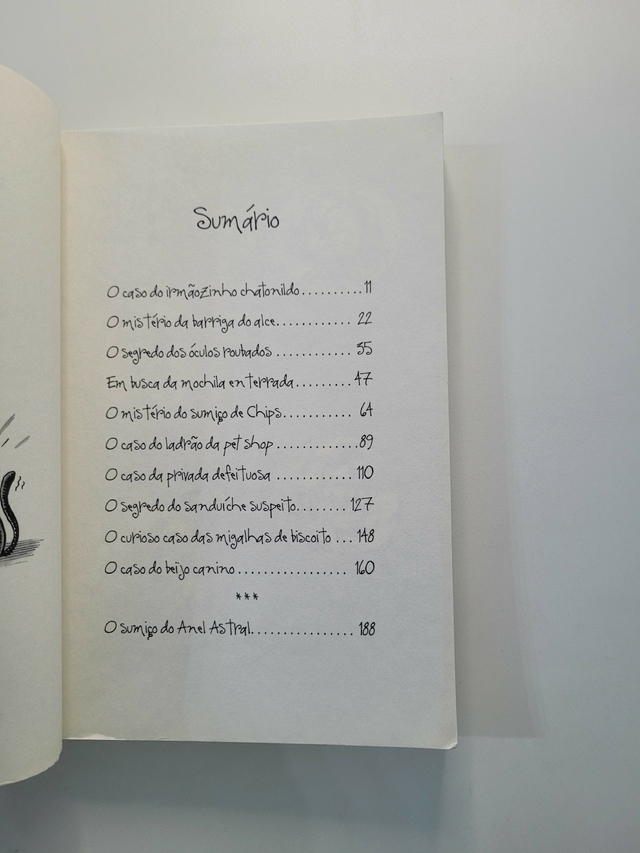 Sumário
O caso do irmãozinho chatonildo..........11
O mistério da barriga do alce............ 22
O segredo dos óculos roubados ........... 35
Em busca da mochila enterrada.........47
O mistério do sumiço de Chips........... 64
O caso do ladrão da pet shop ............89
O caso da privada defeituosa ............ 110
O segredo do sanduíche suspeito........ 127
O curioso caso das migalhas de biscoito ... 148
O caso do beijo canino................. 160
***
O sumiço do Anel Astral................ 188